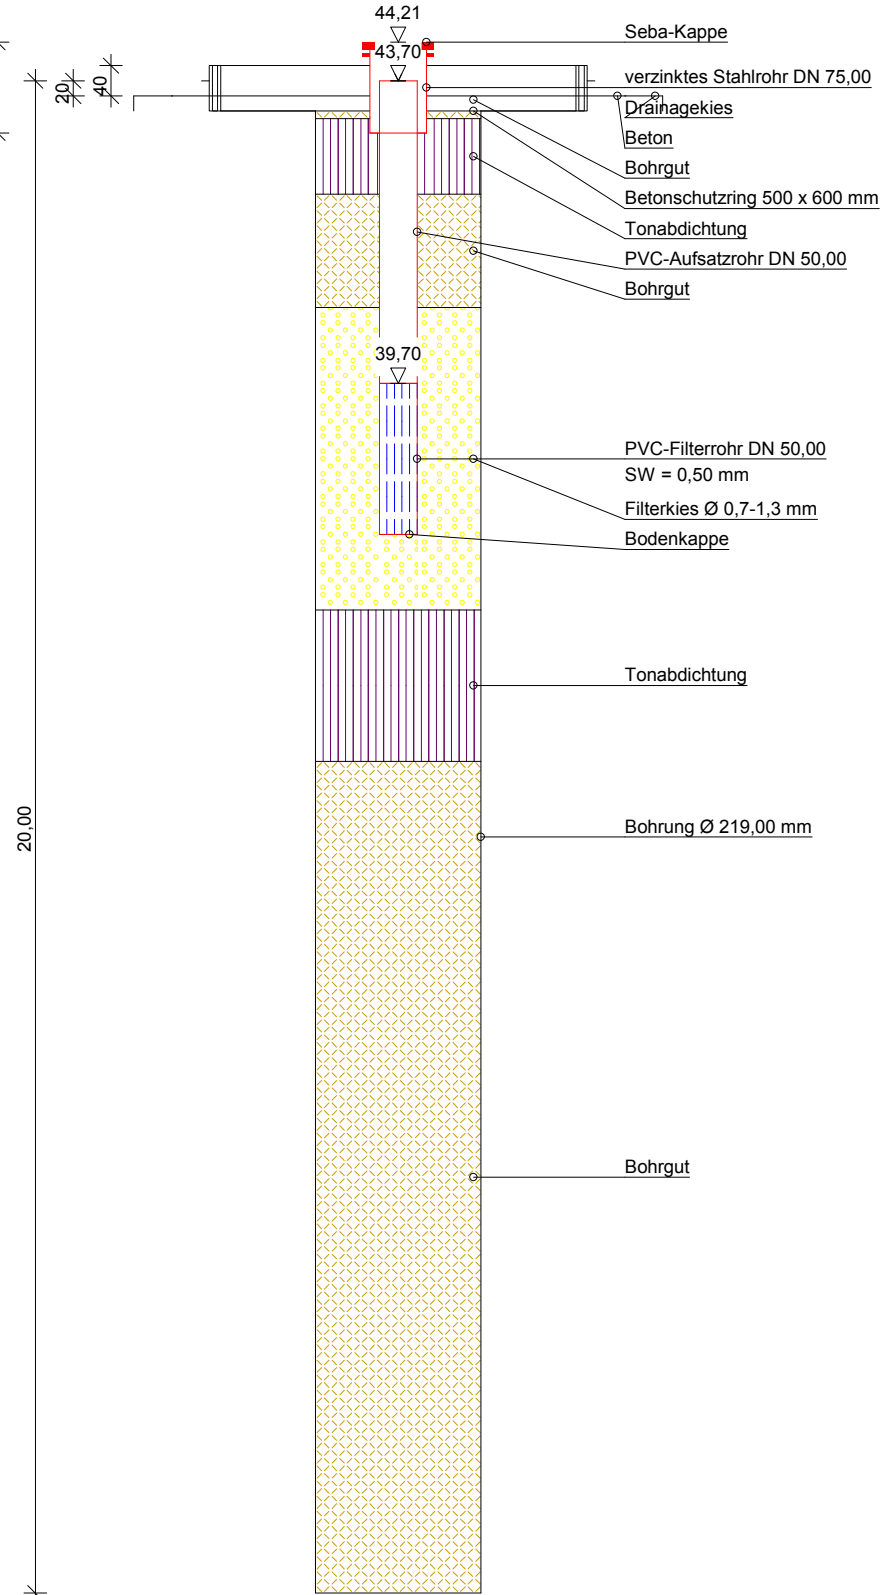 44,21
Seba-Kappe
43,70
verzinktes Stahlrohr DN 75,00
20
40
Drainagekies
Beton
Bohrgut
Betonschutzring 500 x 600 mm
Tonabdichtung
PVC-Aufsatzrohr DN 50,00
Bohrgut
39,70
PVC-Filterrohr DN 50,00
SW = 0,50 mm
Filterkies Ø 0,7-1,3 mm
Bodenkappe
Tonabdichtung
20,00
Bohrung Ø 219,00 mm
Bohrgut